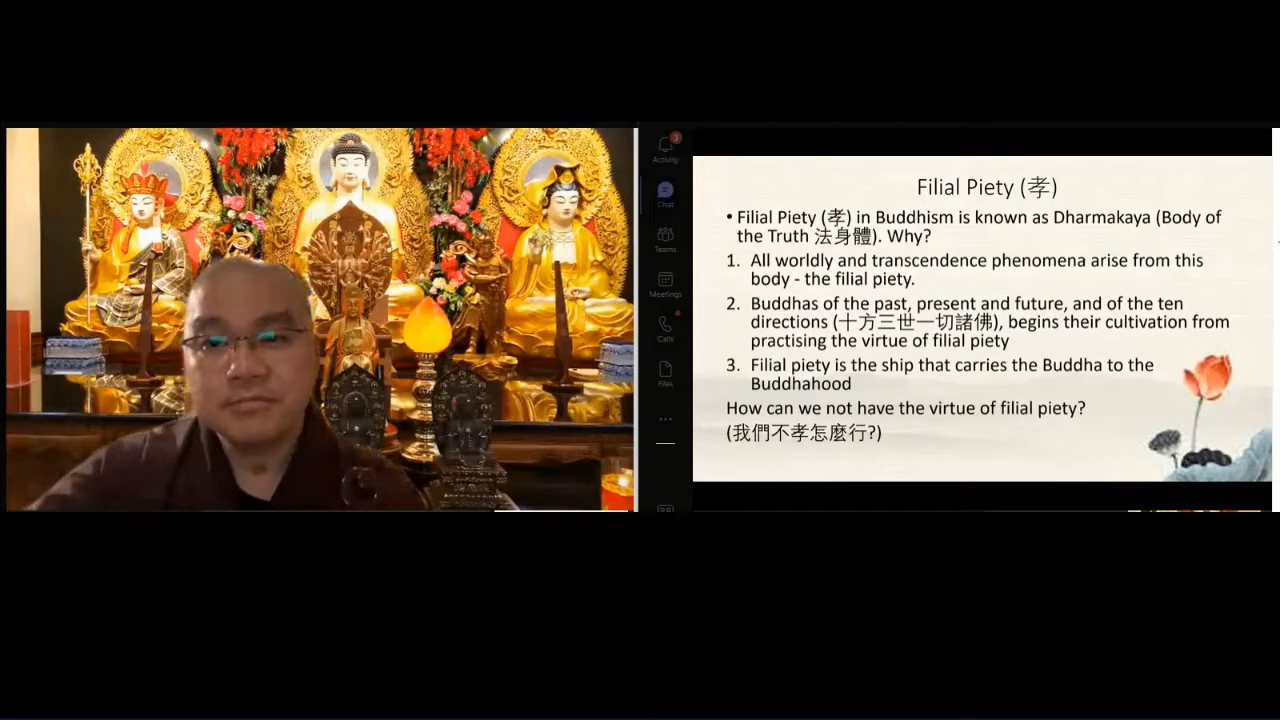 3
Activity
Chat
Teams
Meetings
Calls
Files
Filial Piety (孝)
• Filial Piety (孝) in Buddhism is known as Dharmakaya (Body of
the Truth 法身體). Why?
1. All worldly and transcendence phenomena arise from this
body - the filial piety.
2. Buddhas of the past, present and future, and of the ten
directions (十方三世一切諸佛), begins their cultivation from
practising the virtue of filial piety
3. Filial piety is the ship that carries the Buddha to the
Buddhahood
How can we not have the virtue of filial piety?
(我們不孝怎麼行?)